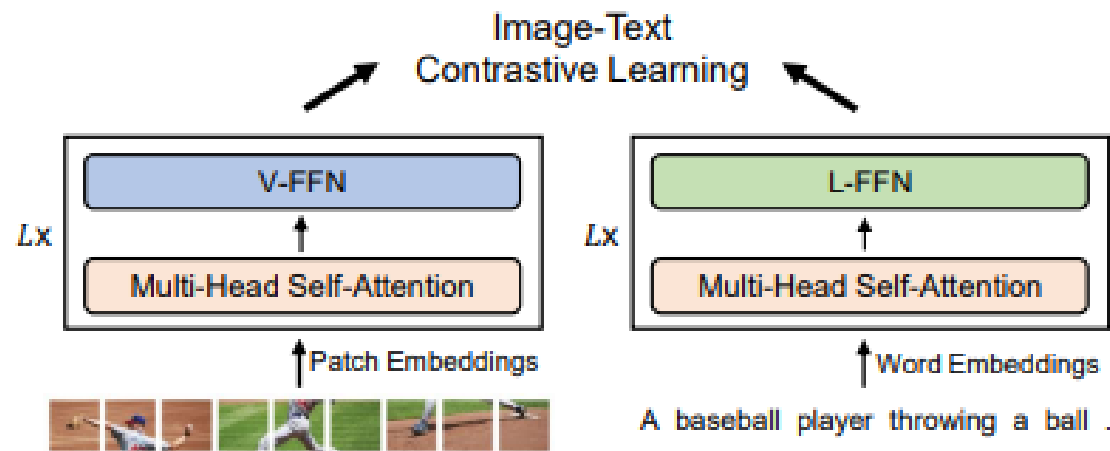 Image-Text
Contrastive Learning
V-FFN
L-FFN
Lx
Lx
Multi-Head Self-Attention
Multi-Head Self-Attention
Patch Embeddings
Word Embeddings
A baseball player throwing a ball .